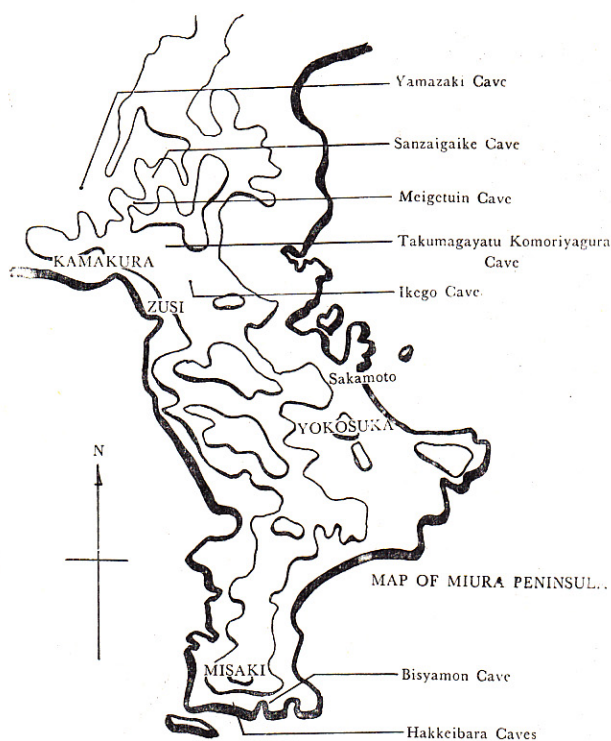 Yamazaki Cave
Sanzaigaike Cave
Meigetuin Cave
Takumagayatu Komoriyagura
Cave
KAMAKURA
Ikego Cave
ZUSI
Sakamoto
YOKOSUKA
N
MAP OF MIURA PENINSUL..
MISAKI
Bisyamon Cave
Hakkeibara Caves